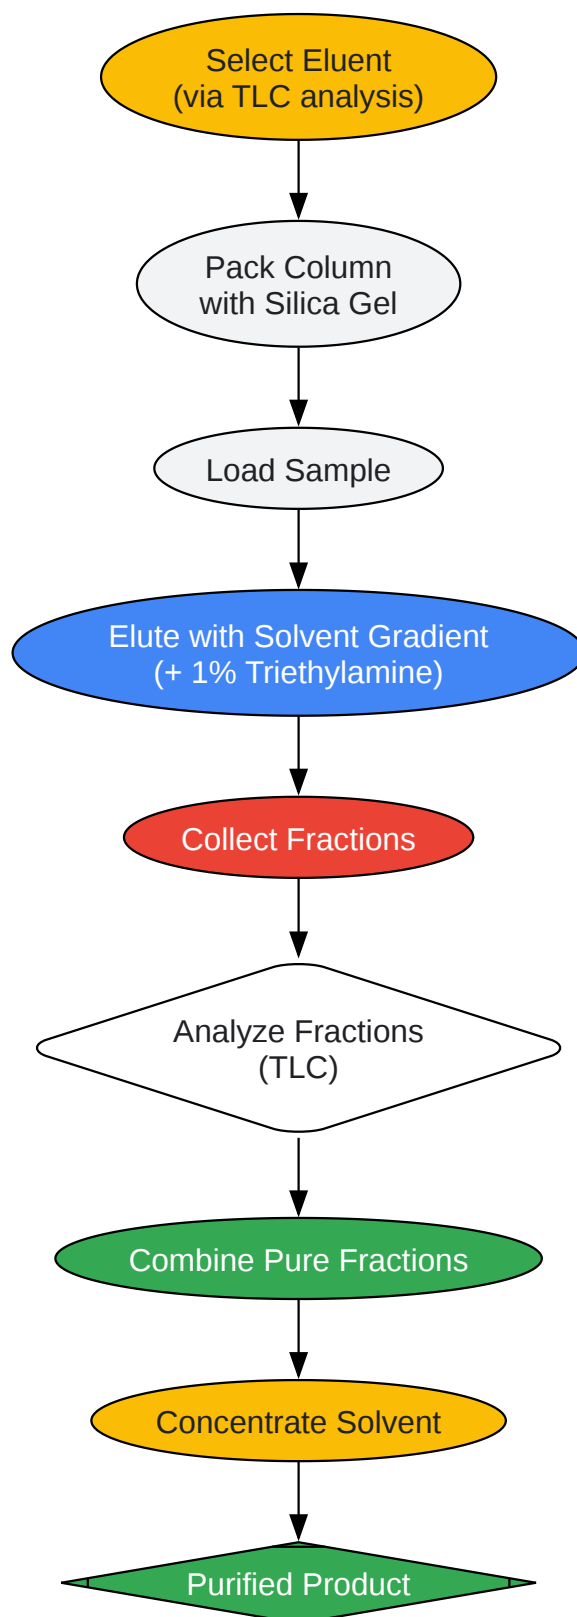 Select Eluent
(via TLC analysis)
Pack Column
with Silica Gel
Load Sample
Elute with Solvent Gradient
(+ 1% Triethylamine)
Collect Fractions
Analyze Fractions
(TLC)
Combine Pure Fractions
Concentrate Solvent
Purified Product